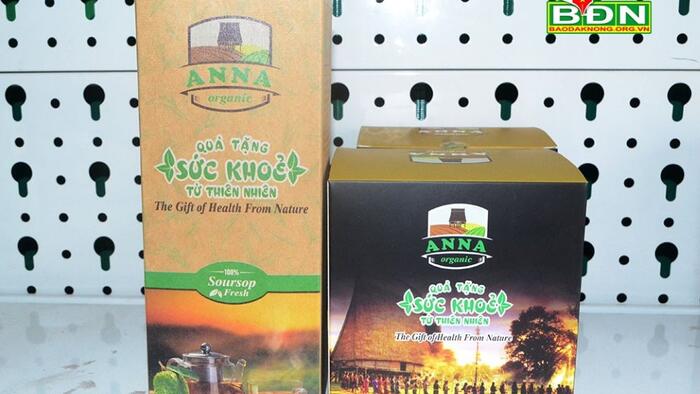 BĐN
BAODAKNONG.ORG.VN
ANNA
organic
QUÀ TẶNG
SỨC KHOẺ
TỪ THIÊN NHIÊN
The Gift of Health From Nature
100%
Soursop
Fresh
ANNA
organic
QUÀ TẶNG
SỨC KHOẺ
TỪ THIÊN NHIÊN
The Gift of Health From Nature